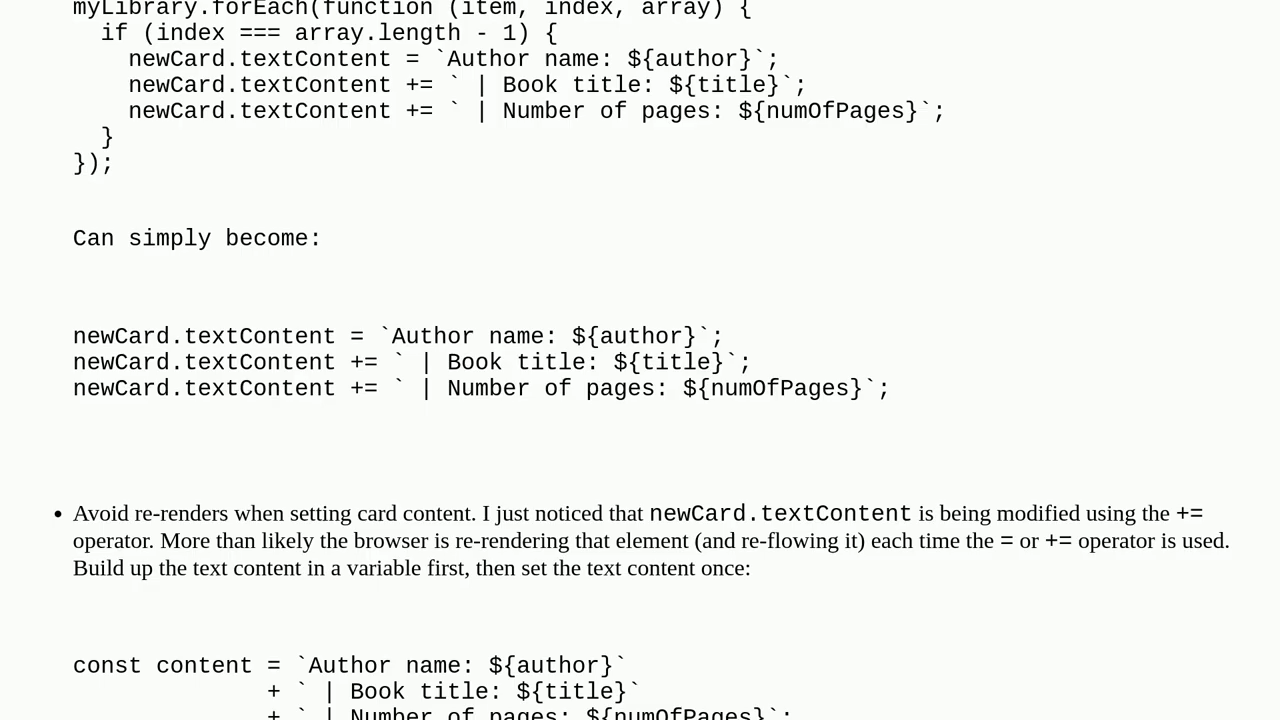 myLibrary.forEach(function (item, index, array) {
  if (index === array.length - 1) {
    newCard.textContent = `Author name: ${author}`;
    newCard.textContent += ` | Book title: ${title}`;
    newCard.textContent += ` | Number of pages: ${numOfPages}`;
  }
});
Can simply become:
newCard.textContent = `Author name: ${author}`;
newCard.textContent += ` | Book title: ${title}`;
newCard.textContent += ` | Number of pages: ${numOfPages}`;
• Avoid re-renders when setting card content. I just noticed that newCard.textContent is being modified using the +=
operator. More than likely the browser is re-rendering that element (and re-flowing it) each time the = or += operator is used.
Build up the text content in a variable first, then set the text content once:
const content = `Author name: ${author}`
              + ` | Book title: ${title}`
              + ` | Number of pages: ${numOfPages}`;